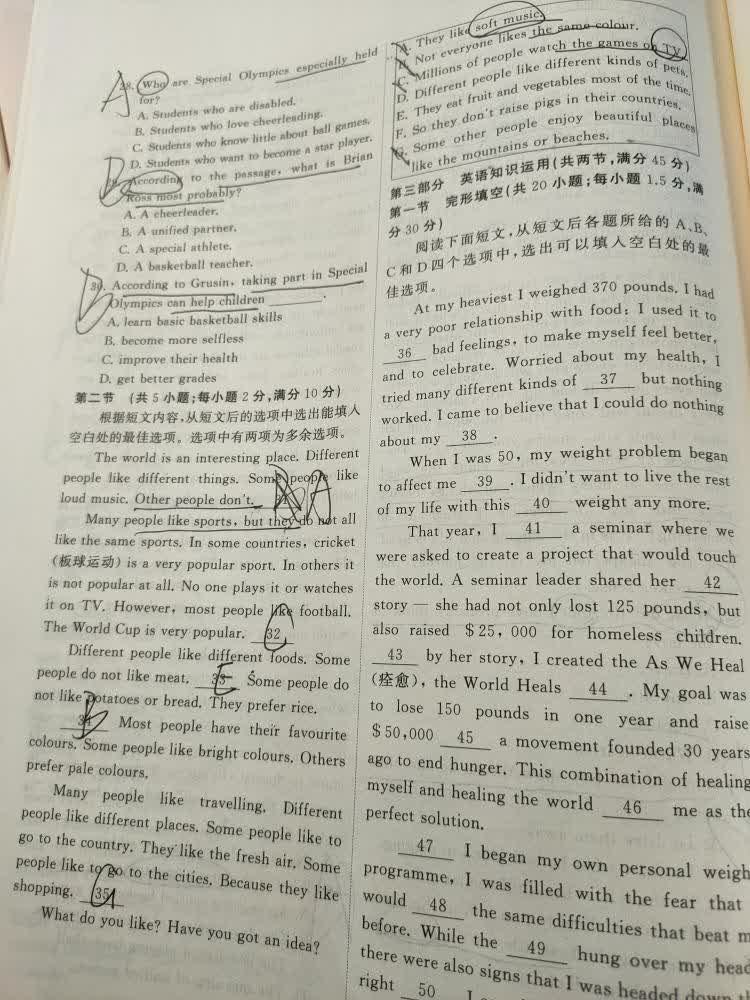 28. Who are Special Olympics especially held
for?
A. Students who are disabled.
B. Students who love cheerleading.
C. Students who know little about ball games.
D. Students who want to become a star player.
According to the passage, what is Brian
Ross most probably?
A. A cheerleader.
B. A unified partner.
C. A special athlete.
D. A basketball teacher.
30. According to Grusin, taking part in Special
Olympics can help children ________.
A. learn basic basketball skills
B. become more selfless
C. improve their health
D. get better grades
第二节 (共5小题;每小题2分,满分10分)
根据短文内容,从短文后的选项中选出能填入
空白处的最佳选项。选项中有两项为多余选项。
The world is an interesting place. Different
people like different things. Some people like
loud music. Other people don't. A
Many people like sports, but they do not all
like the same sports. In some countries, cricket
(板球运动) is a very popular sport. In others it
is not popular at all. No one plays it or watches
it on TV. However, most people like football.
The World Cup is very popular. 32 C
Different people like different foods. Some
people do not like meat. 33 E Some people do
not like potatoes or bread. They prefer rice.
34 B Most people have their favourite
colours. Some people like bright colours. Others
prefer pale colours.
Many people like travelling. Different
people like different places. Some people like to
go to the country. They like the fresh air. Some
people like to go to the cities. Because they like
shopping. 35 G
What do you like? Have you got an idea?
A. They like soft music.
B. Not everyone likes the same colour.
C. Millions of people watch the games on TV.
D. Different people like different kinds of pets.
E. They eat fruit and vegetables most of the time.
F. So they don't raise pigs in their countries.
G. Some other people enjoy beautiful places
like the mountains or beaches.
第三部分 英语知识运用(共两节,满分45分)
第一节 完形填空(共20小题;每小题1.5分,满
分30分)
阅读下面短文,从短文后各题所给的A、B、
C和D四个选项中,选出可以填入空白处的最
佳选项。
At my heaviest I weighed 370 pounds. I had
a very poor relationship with food: I used it to
36 bad feelings, to make myself feel better,
and to celebrate. Worried about my health, I
tried many different kinds of 37 but nothing
worked. I came to believe that I could do nothing
about my 38 .
When I was 50, my weight problem began
to affect me 39 . I didn't want to live the rest
of my life with this 40 weight any more.
That year, I 41 a seminar where we
were asked to create a project that would touch
the world. A seminar leader shared her 42
story — she had not only lost 125 pounds, but
also raised $25,000 for homeless children.
43 by her story, I created the As We Heal
(痊愈), the World Heals 44 . My goal was
to lose 150 pounds in one year and raise
$50,000 45 a movement founded 30 years
ago to end hunger. This combination of healing
myself and healing the world 46 me as the
perfect solution.
47 I began my own personal weigh
programme, I was filled with the fear that
would 48 the same difficulties that beat m
before. While the 49 hung over my head
there were also signs that I was headed down
right 50